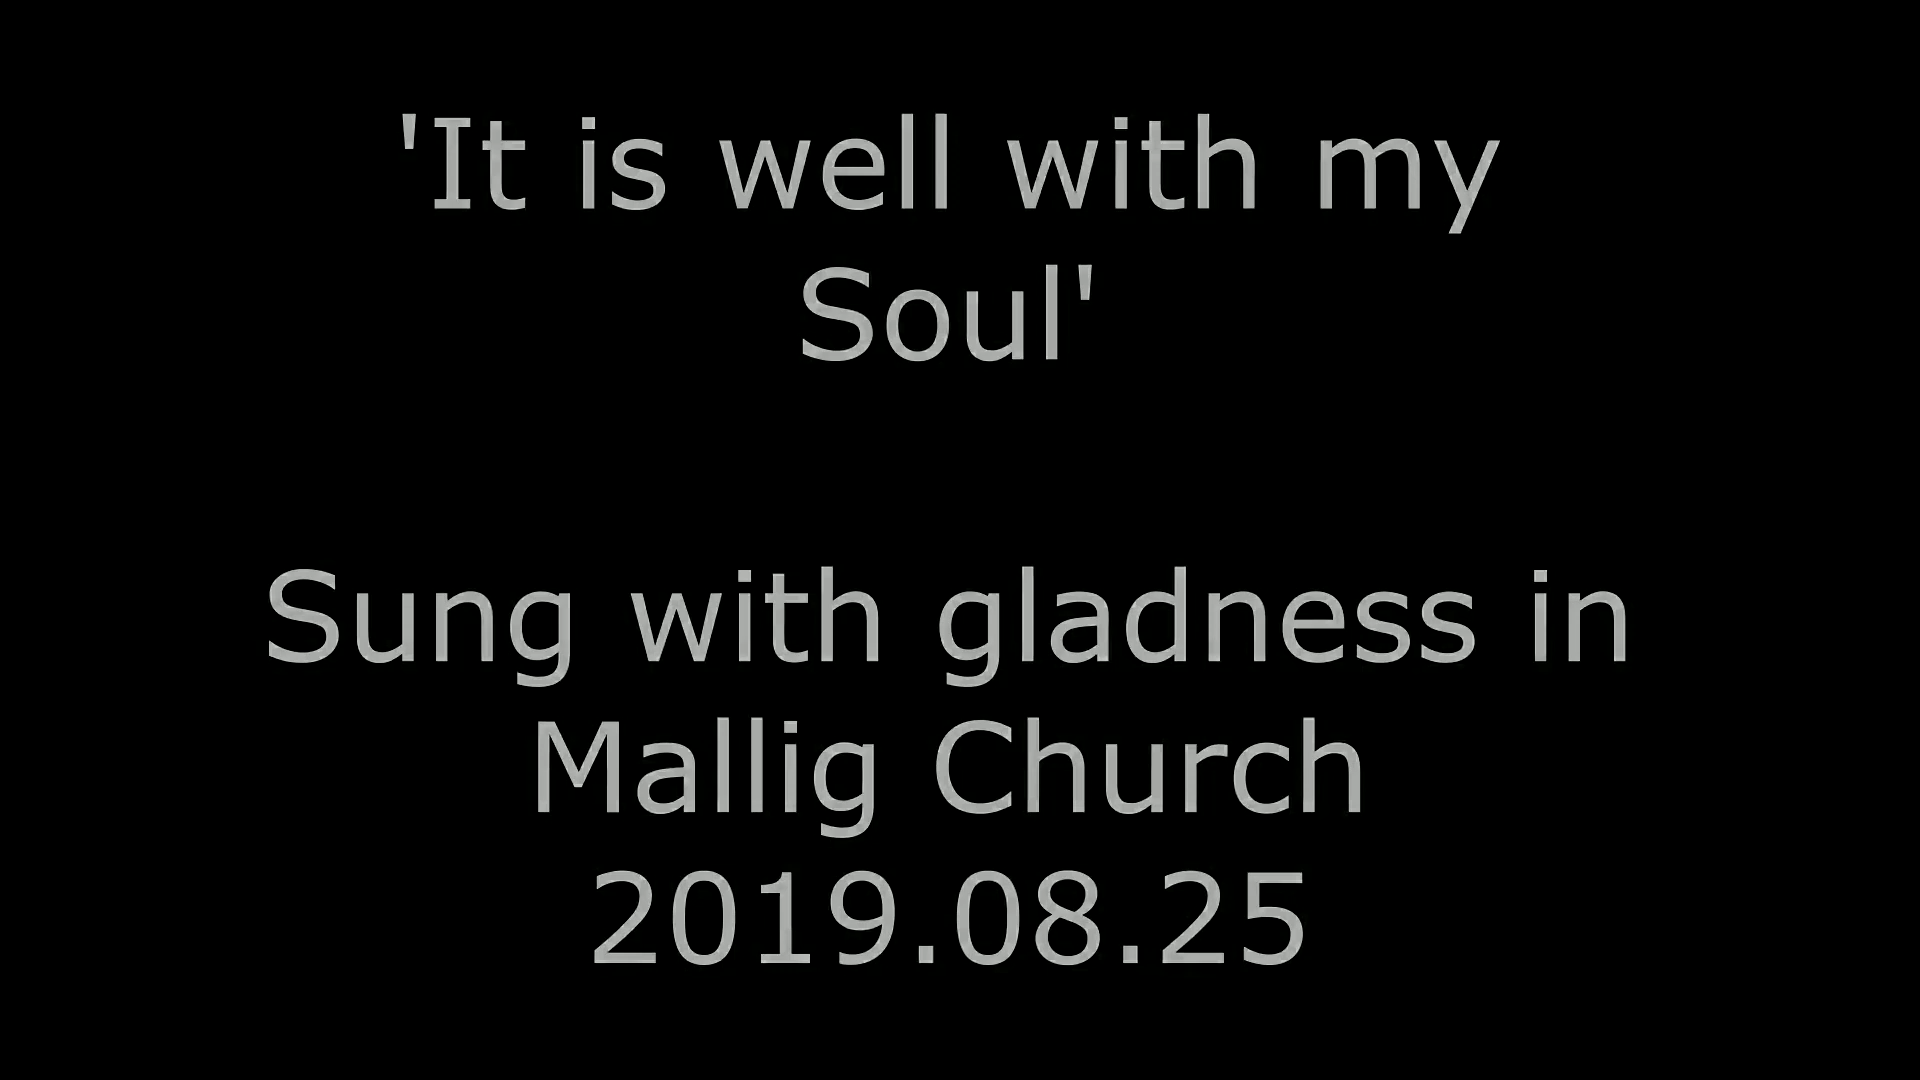 'It is well with my
Soul'
Sung with gladness in
Mallig Church
2019.08.25